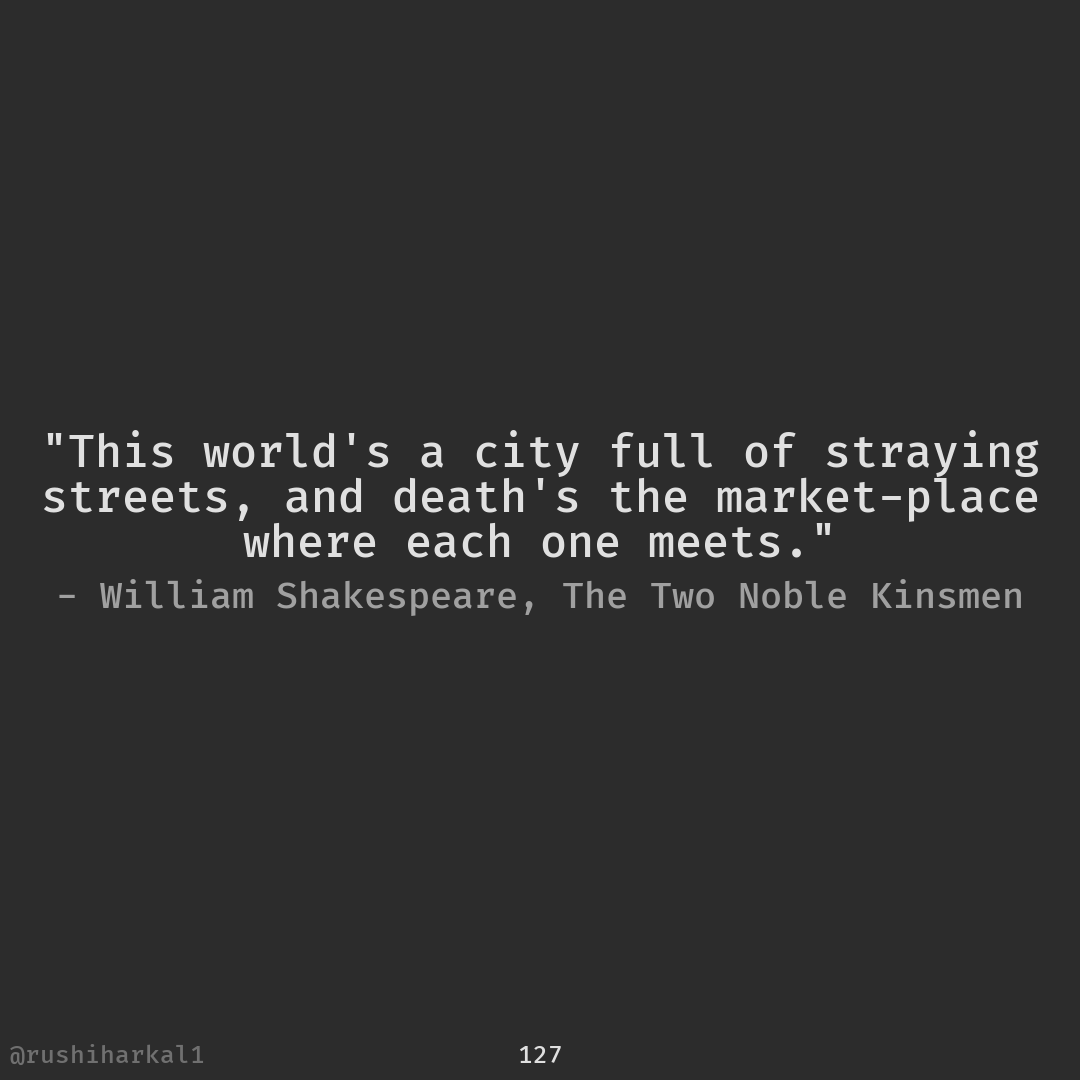 "This world's a city full of straying
streets, and death's the market-place
where each one meets."
- William Shakespeare, The Two Noble Kinsmen
@rushiharkal1
127